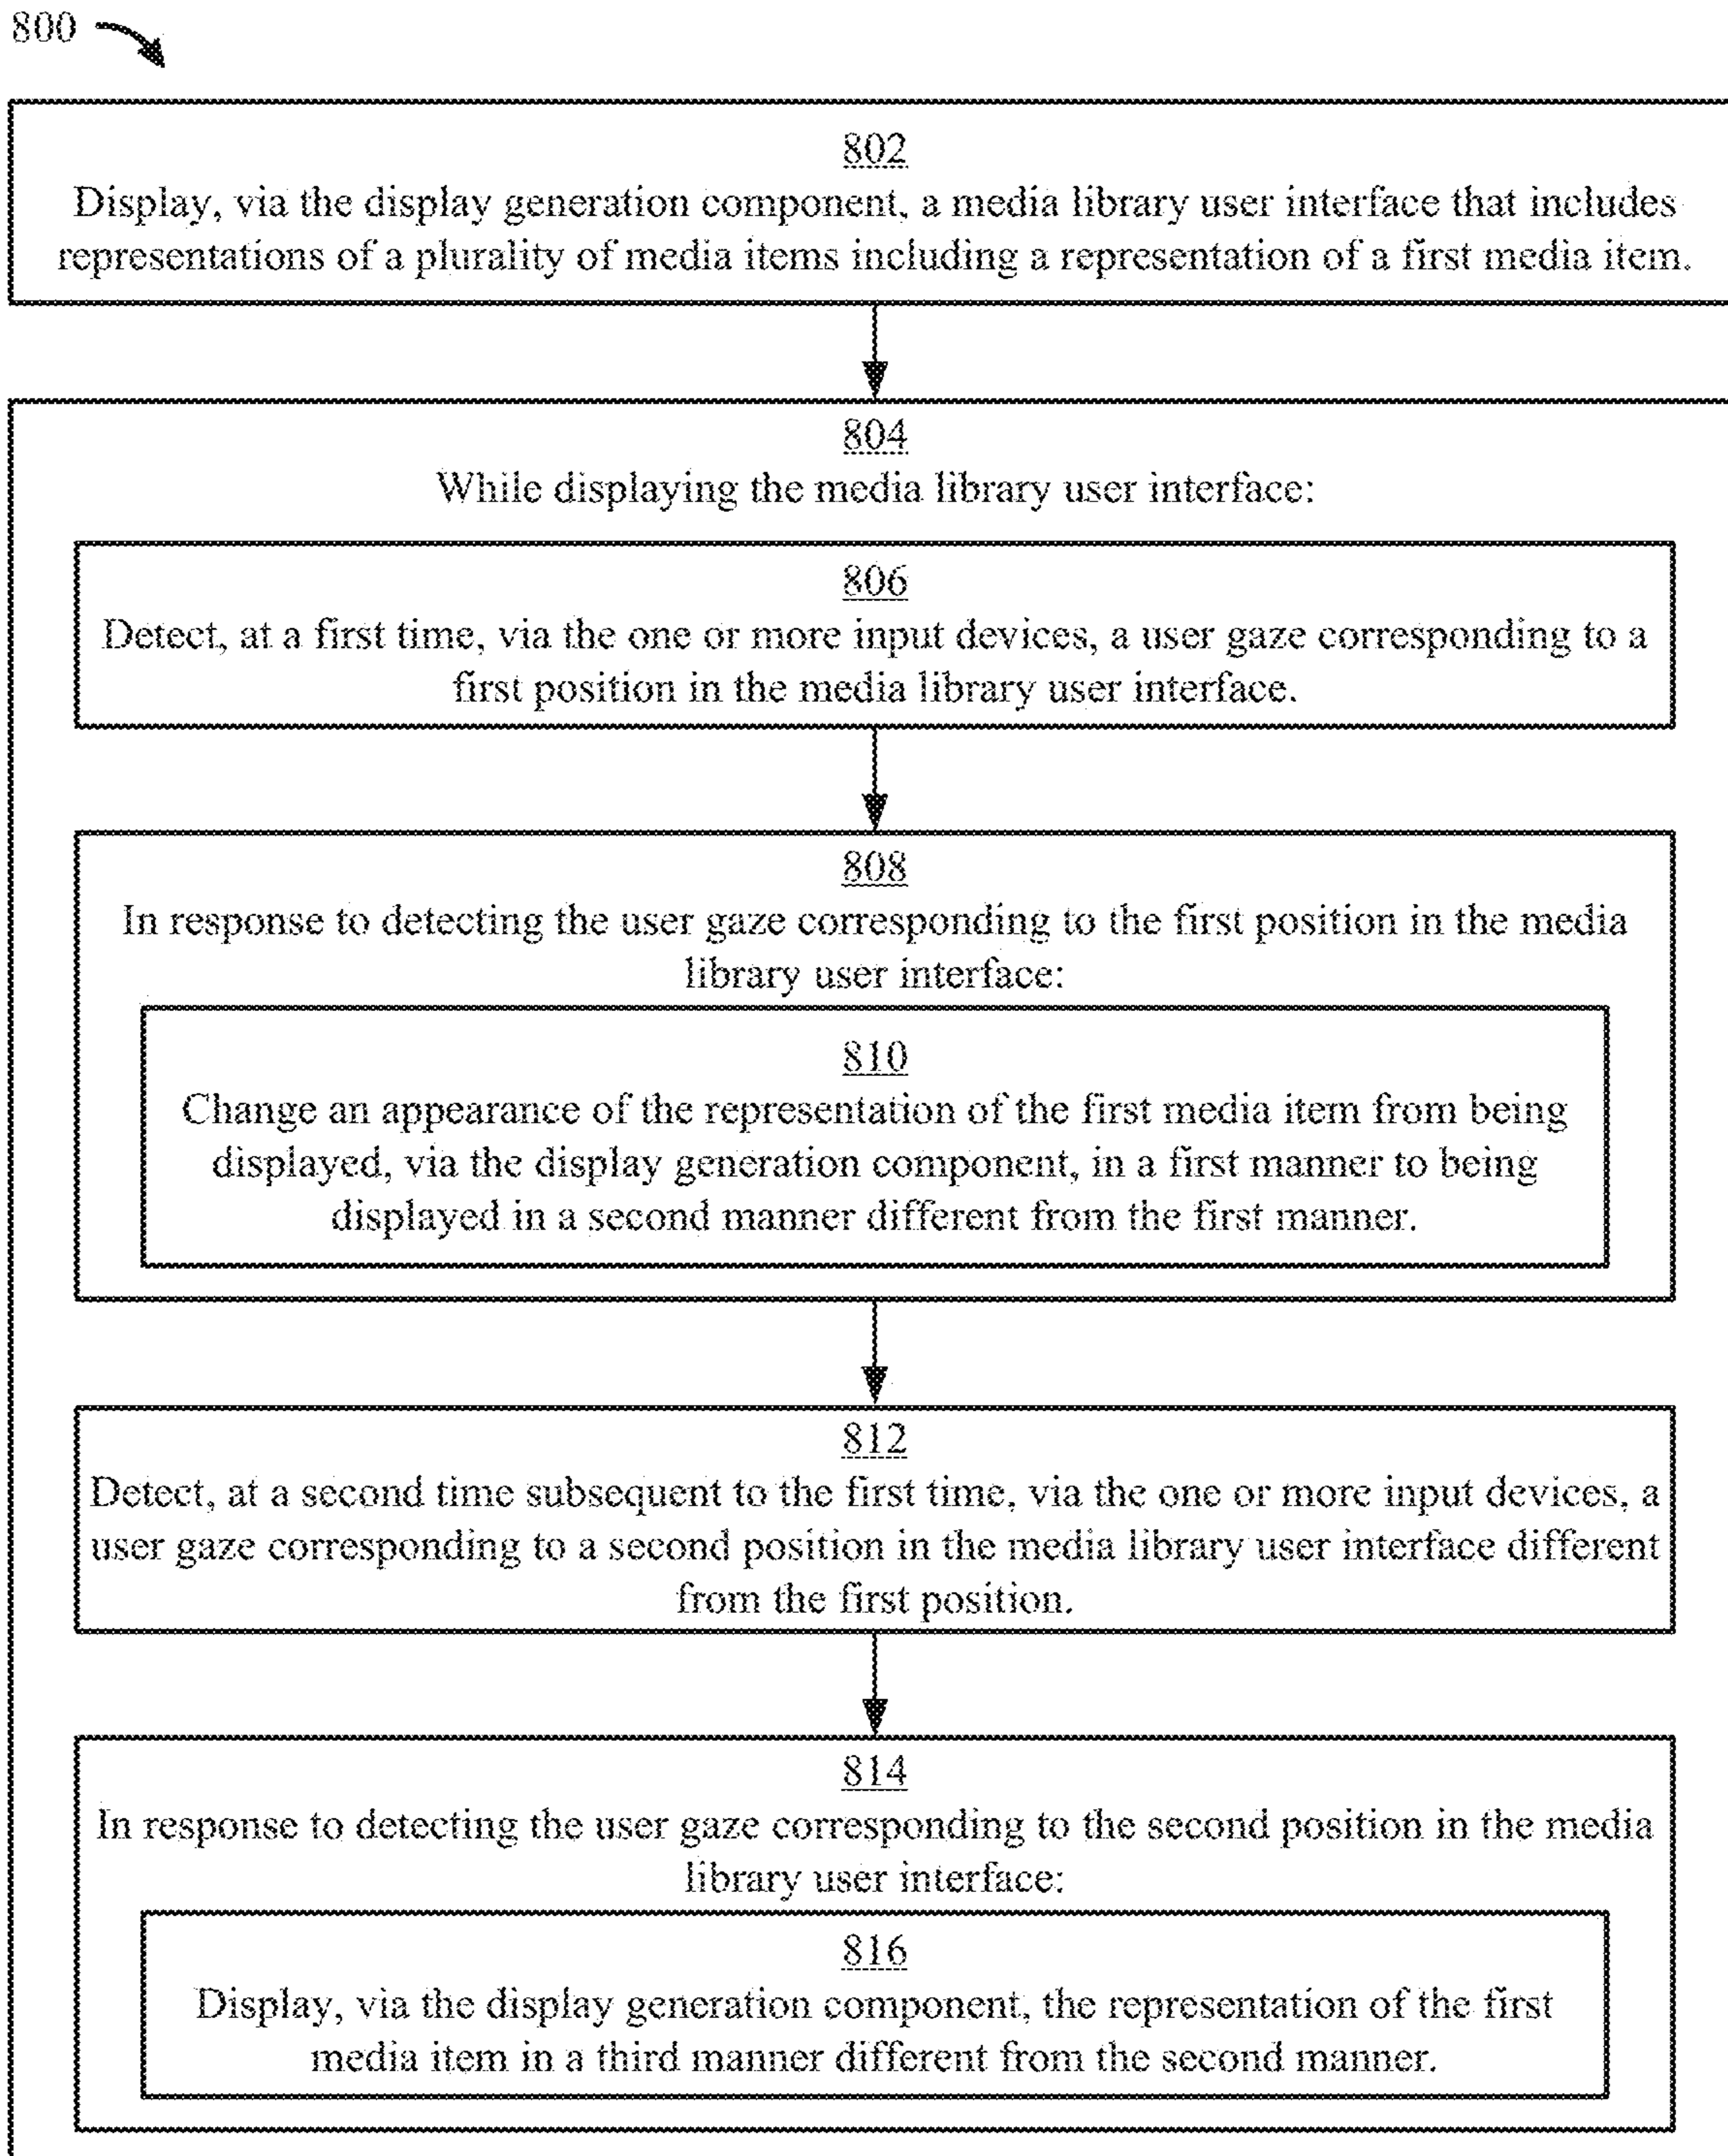 800
802
Display, via the display generation component, a media library user interface that includes
representations of a plurality of media items including a representation of a first media item.
804
While displaying the media library user interface:
806
Detect, at a first time, via the one or more input devices, a user gaze corresponding to a
first position in the media library user interface.
808
In response to detecting the user gaze corresponding to the first position in the media
library user interface:
810
Change an appearance of the representation of the first media item from being
displayed, via the display generation component, in a first manner to being
displayed in a second manner different from the first manner.
812
Detect, at a second time subsequent to the first time, via the one or more input devices, a
user gaze corresponding to a second position in the media library user interface different
from the first position.
814
In response to detecting the user gaze corresponding to the second position in the media
library user interface:
816
Display, via the display generation component, the representation of the first
media item in a third manner different from the second manner.